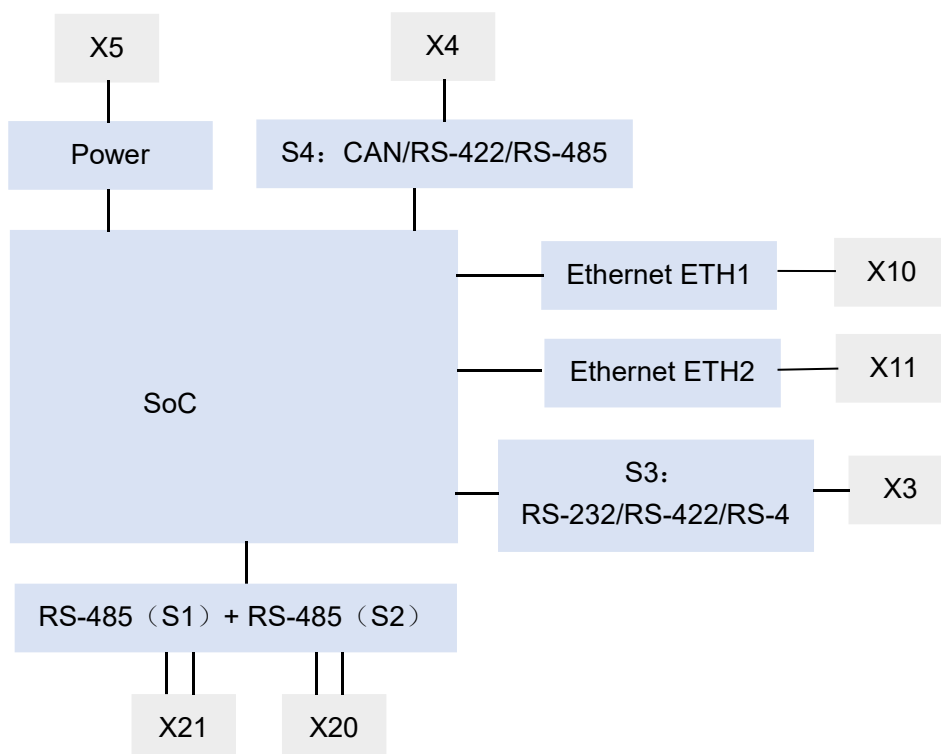 X5
X4
Power
S4：CAN/RS-422/RS-485
Ethernet ETH1
X10
Ethernet ETH2
X11
SoC
S3：
RS-232/RS-422/RS-4
X3
RS-485（S1）+ RS-485（S2）
X21
X20